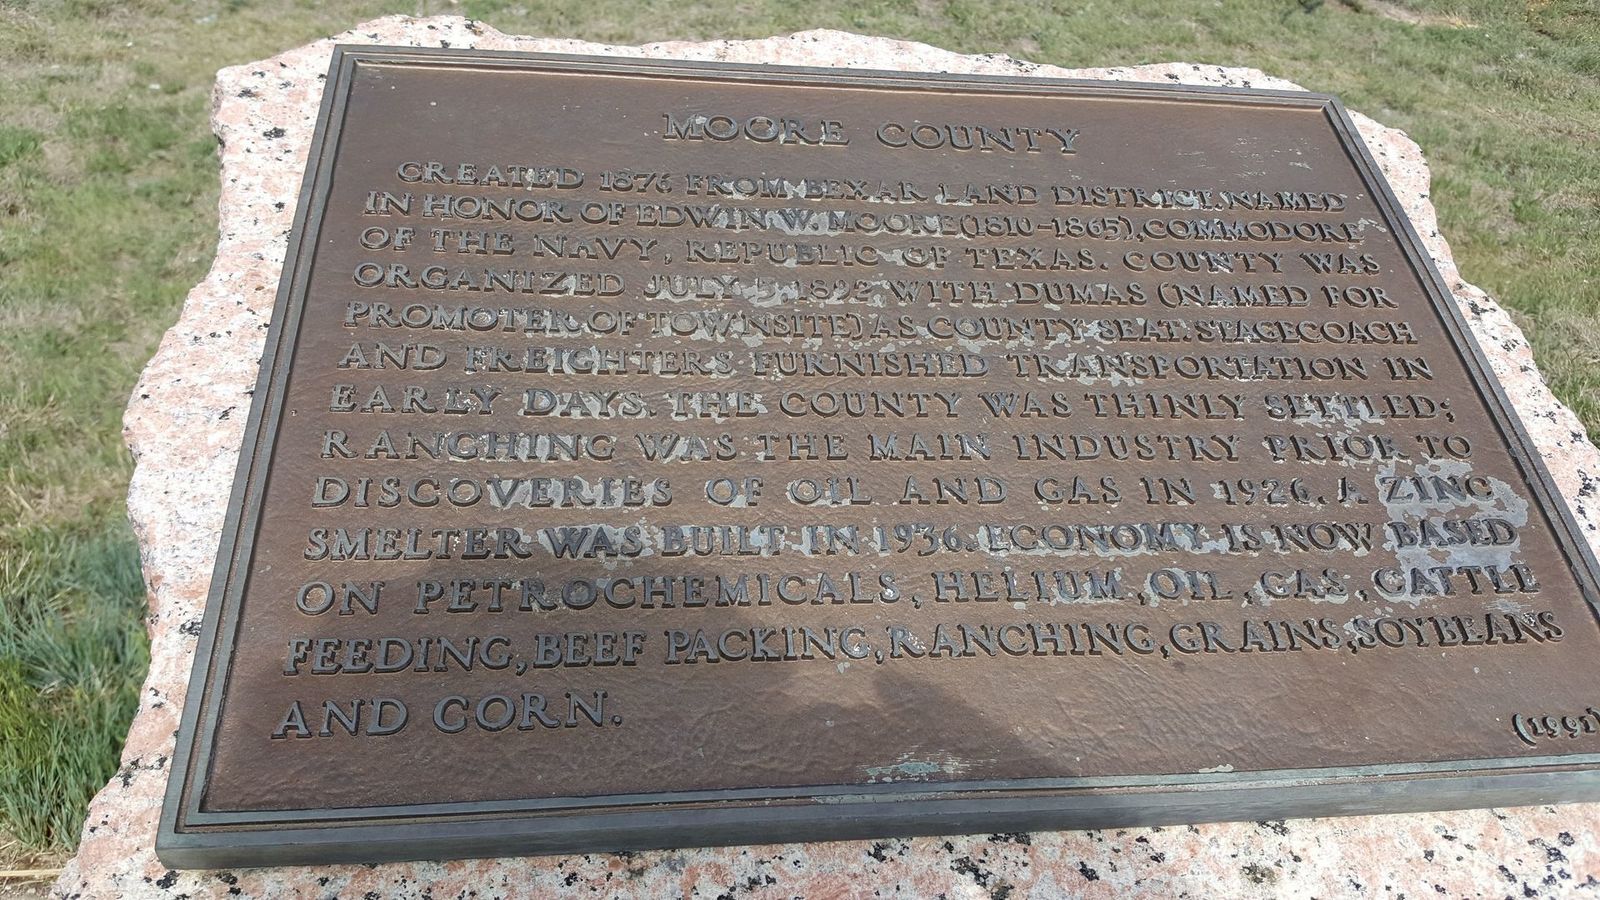 MOORE COUNTY
CREATED 1876 FROM BEXAR LAND DISTRICT. NAMED
IN HONOR OF EDWIN W. MOORE (1810-1865), COMMODORE
OF THE NAVY, REPUBLIC OF TEXAS. COUNTY WAS
ORGANIZED JULY 5, 1892 WITH DUMAS (NAMED FOR
PROMOTER OF TOWNSITE) AS COUNTY SEAT. STAGECOACH
AND FREIGHTERS FURNISHED TRANSPORTATION IN
EARLY DAYS. THE COUNTY WAS THINLY SETTLED;
RANCHING WAS THE MAIN INDUSTRY PRIOR TO
DISCOVERIES OF OIL AND GAS IN 1926. A ZINC
SMELTER WAS BUILT IN 1936. ECONOMY IS NOW BASED
ON PETROCHEMICALS, HELIUM, OIL, GAS, CATTLE
FEEDING, BEEF PACKING, RANCHING, GRAINS, SOYBEANS
AND CORN.
(1991)